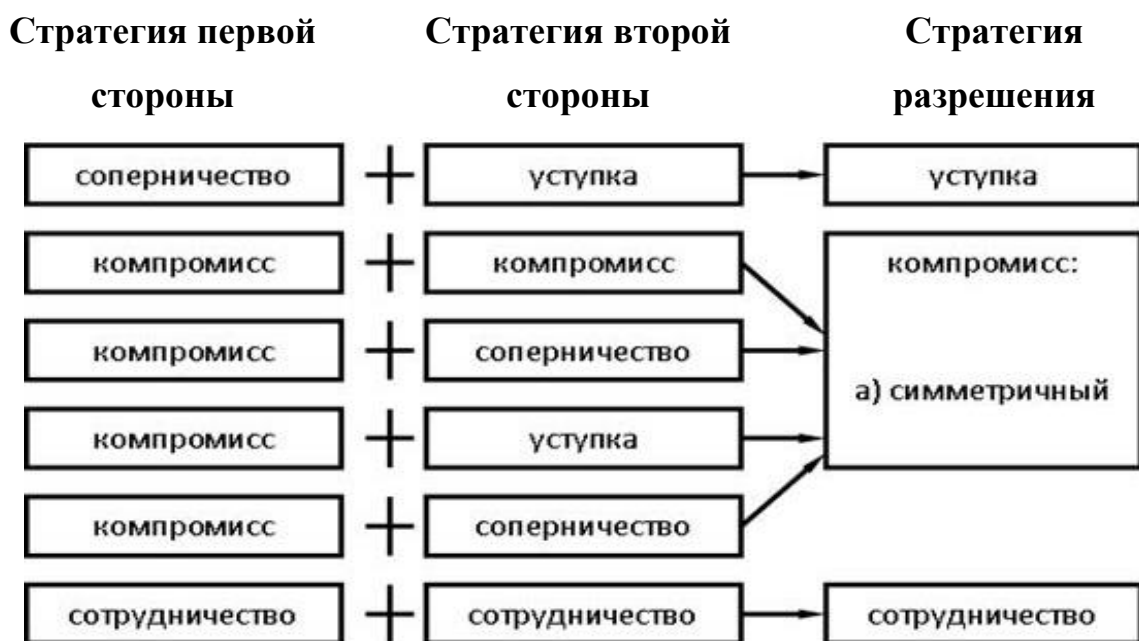 Стратегия первой стороны
Стратегия второй стороны
Стратегия разрешения
соперничество + уступка уступка
компромисс + компромисс компромисс:
компромисс + соперничество
а) симметричный
компромисс + уступка
компромисс + соперничество
сотрудничество + сотрудничество сотрудничество